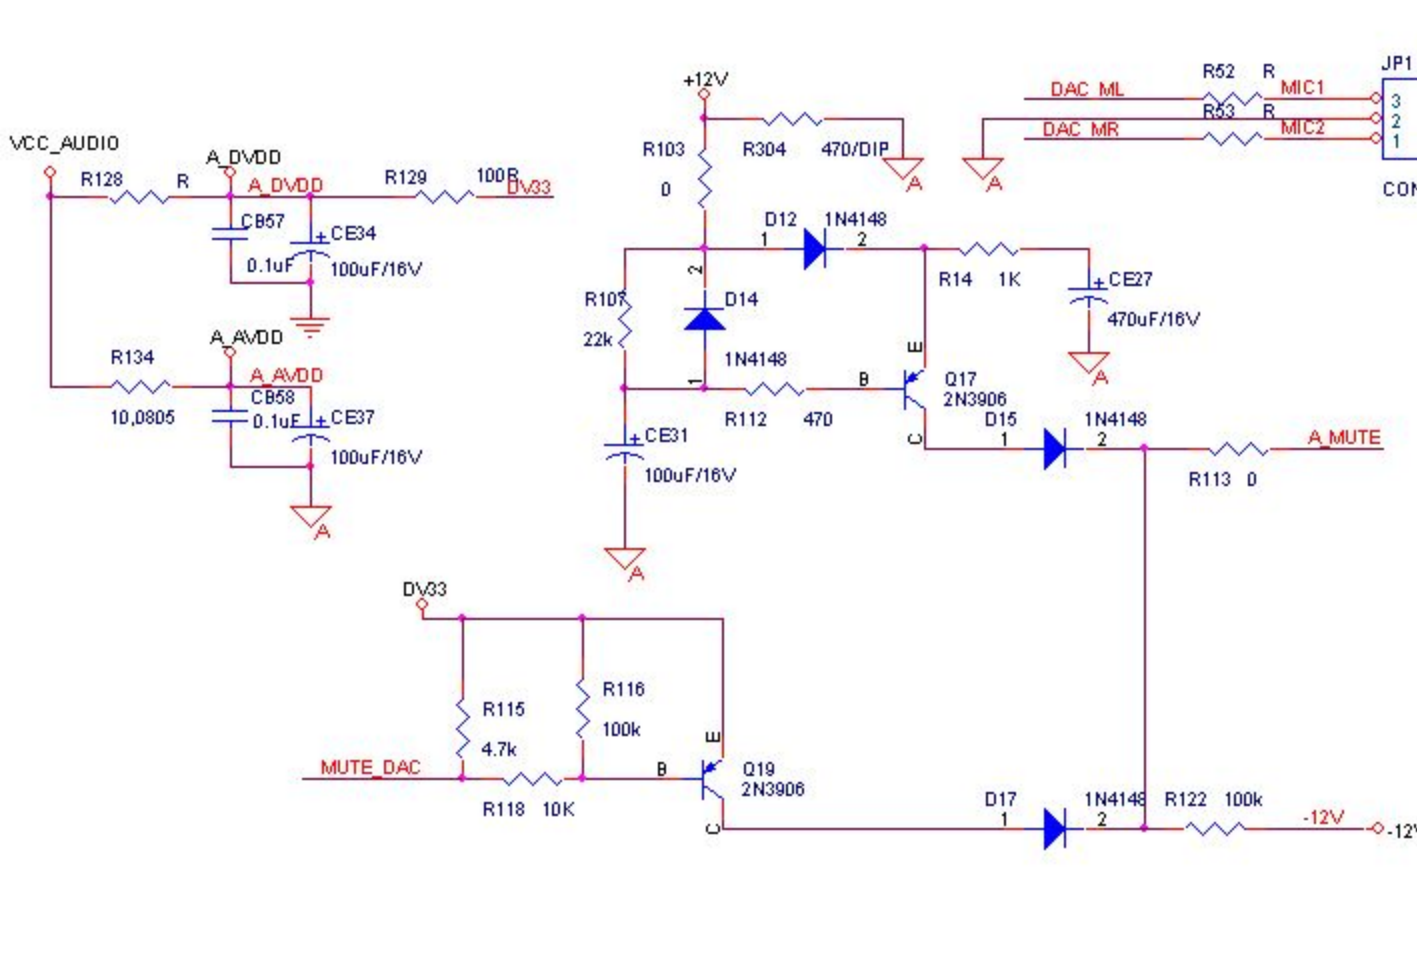 VCC_AUDIO
R128 R
A_DVDD
A_DVDD
R129 100R
DV33
CB57
0.1uF
CE34
100uF/16V
R134
10,0805
A_AVDD
A_AVDD
CB58
0.1uF
CE37
100uF/16V
A
+12V
R103
0
R304 470/DIP
A
D12 1N4148
1 2
R107
22k
2
D14
1N4148
1
R112 470
B
E
C
Q17
2N3906
R14 1K
CE27
470uF/16V
A
CE31
100uF/16V
A
D15 1N4148
1 2
A_MUTE
R113 0
DAC_ML
R52 R
MIC1
R53 R
DAC_MR
MIC2
A
JP1
3
2
1
DV33
R115
4.7k
R116
100k
MUTE_DAC
R118 10K
B
E
C
Q19
2N3906
D17 1N4148
1 2
R122 100k
-12V